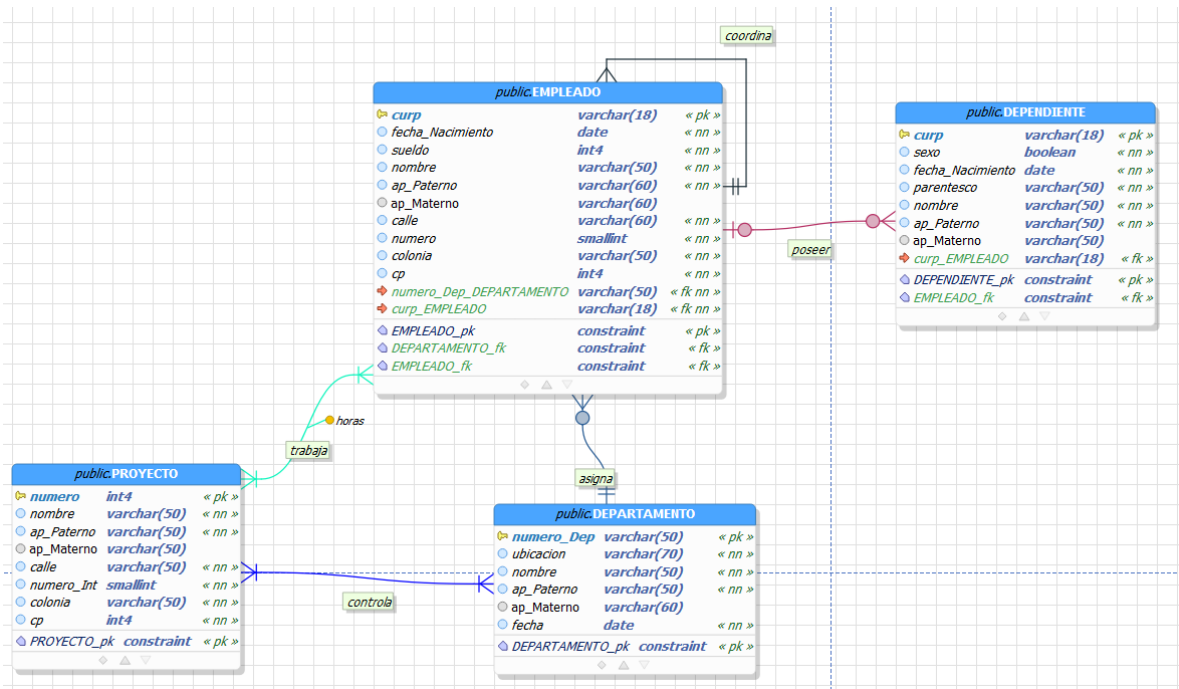 coordina
public.EMPLEADO
curp varchar(18) « pk »
fecha_Nacimiento date « nn »
sueldo int4 « nn »
nombre varchar(50) « nn »
ap_Paterno varchar(60) « nn »
ap_Materno varchar(60)
calle varchar(60) « nn »
numero smallint « nn »
colonia varchar(50) « nn »
cp int4 « nn »
numero_Dep_DEPARTAMENTO varchar(50) « fk nn »
curp_EMPLEADO varchar(18) « fk nn »
EMPLEADO_pk constraint « pk »
DEPARTAMENTO_fk constraint « fk »
EMPLEADO_fk constraint « fk »
public.DEPENDIENTE
curp varchar(18) « pk »
sexo boolean « nn »
fecha_Nacimiento date « nn »
parentesco varchar(50) « nn »
nombre varchar(50) « nn »
ap_Paterno varchar(50) « nn »
ap_Materno varchar(50)
curp_EMPLEADO varchar(18) « fk »
DEPENDIENTE_pk constraint « pk »
EMPLEADO_fk constraint « fk »
poseer
horas
trabaja
asigna
public.PROYECTO
numero int4 « pk »
nombre varchar(50) « nn »
ap_Paterno varchar(50) « nn »
ap_Materno varchar(50)
calle varchar(50) « nn »
numero_Int smallint « nn »
colonia varchar(50) « nn »
cp int4 « nn »
PROYECTO_pk constraint « pk »
controla
public.DEPARTAMENTO
numero_Dep varchar(50) « pk »
ubicacion varchar(70) « nn »
nombre varchar(50) « nn »
ap_Paterno varchar(50) « nn »
ap_Materno varchar(60)
fecha date « nn »
DEPARTAMENTO_pk constraint « pk »